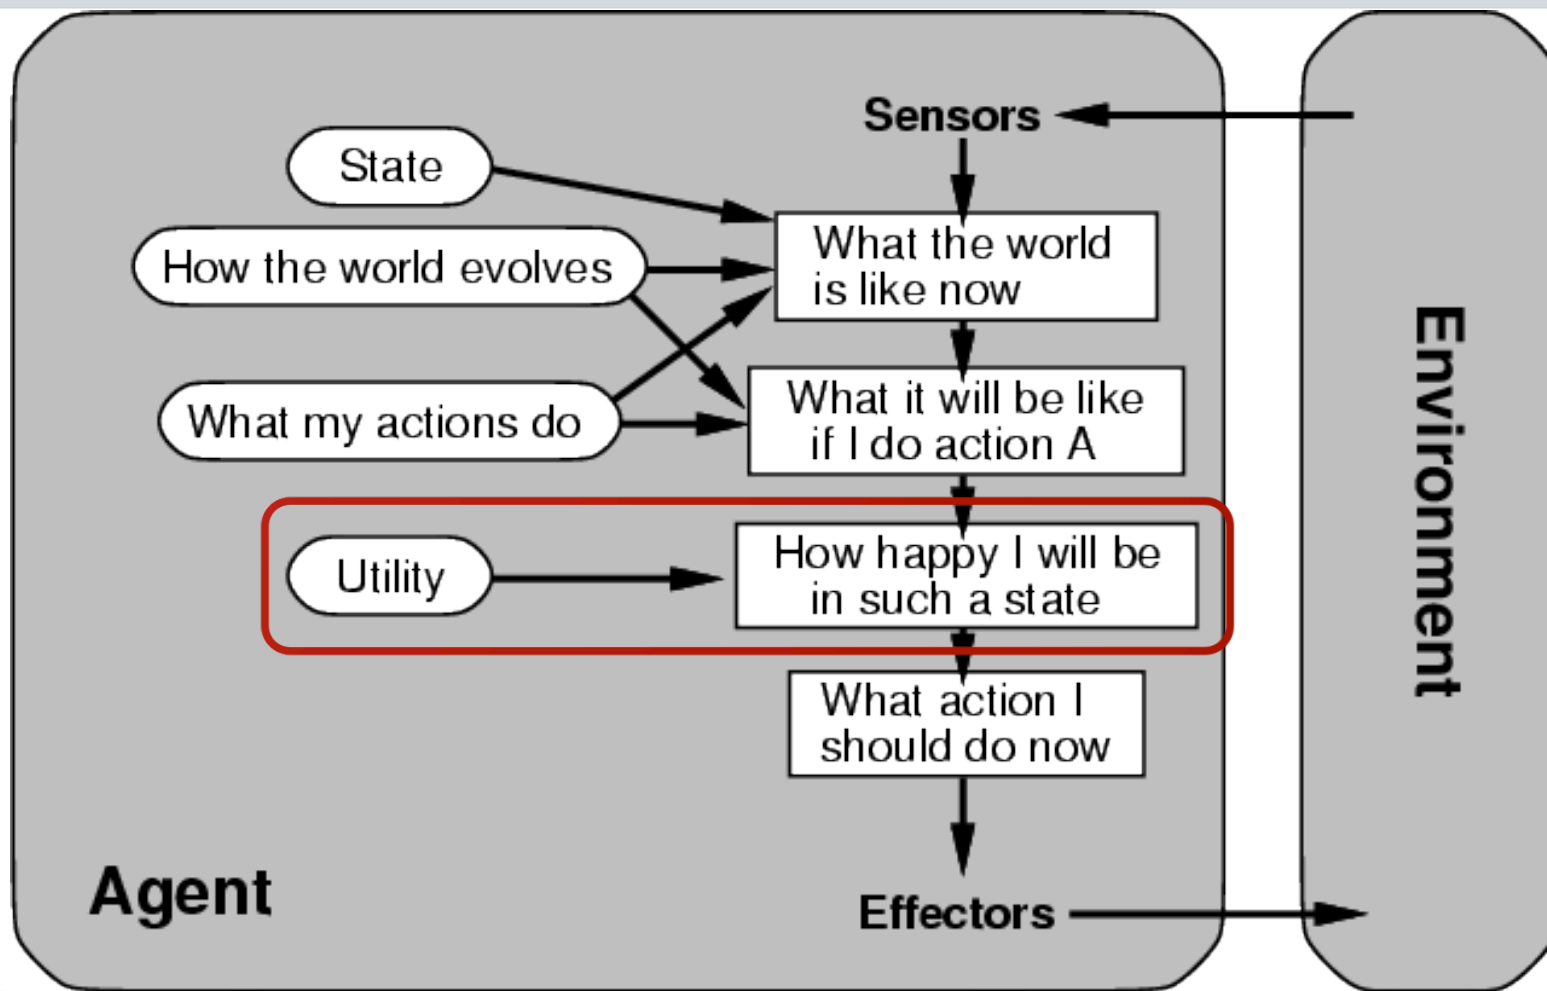 Sensors
State
What the world
is like now
How the world evolves
What it will be like
if I do action A
What my actions do
How happy I will be
in such a state
Utility
What action I
should do now
Effectors
Agent
Environment